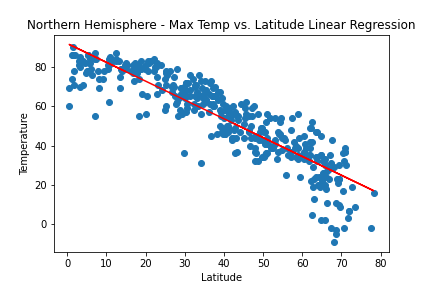 Northern Hemisphere - Max Temp vs. Latitude Linear Regression
80
60
40
20
0
Temperature
0 10 20 30 40 50 60 70 80
Latitude